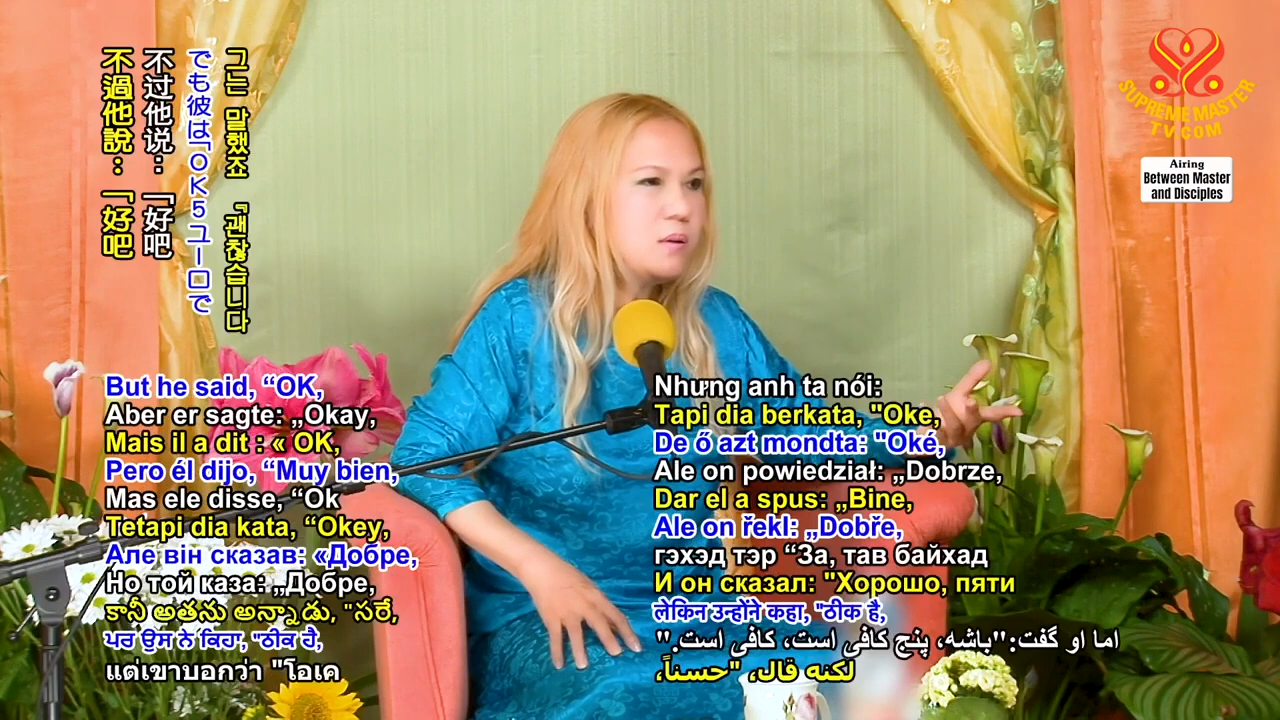 그는 말했죠 『괜찮습니다
でも彼は「OK5ユーロで
不过他说：「好吧
不過他說：「好吧
SUPREME MASTER
TV.COM
Airing
Between Master
and Disciples
But he said, “OK,
Aber er sagte: „Okay,
Mais il a dit : « OK,
Pero él dijo, “Muy bien,
Mas ele disse, “Ok
Tetapi dia kata, “Okey,
Але він сказав: «Добре,
Но той каза: „Добре,
కానీ అతను అన్నాడు, "సరే,
ਪਰ ਉਸ ਨੇ ਕਿਹਾ, "ਠੀਕ ਹੈ,
แต่เขาบอกว่า "โอเค
Nhưng anh ta nói:
Tapi dia berkata, "Oke,
De ő azt mondta: "Oké,
Ale on powiedział: „Dobrze,
Dar el a spus: „Bine,
Ale on řekl: „Dobře,
гэхэд тэр “За, тав байхад
И он сказал: "Хорошо, пяти
लेकिन उन्होंने कहा, "ठीक है,
اما او گفت:"باشه، پنج کافی است، کافی است."
لكنه قال، "حسناً،